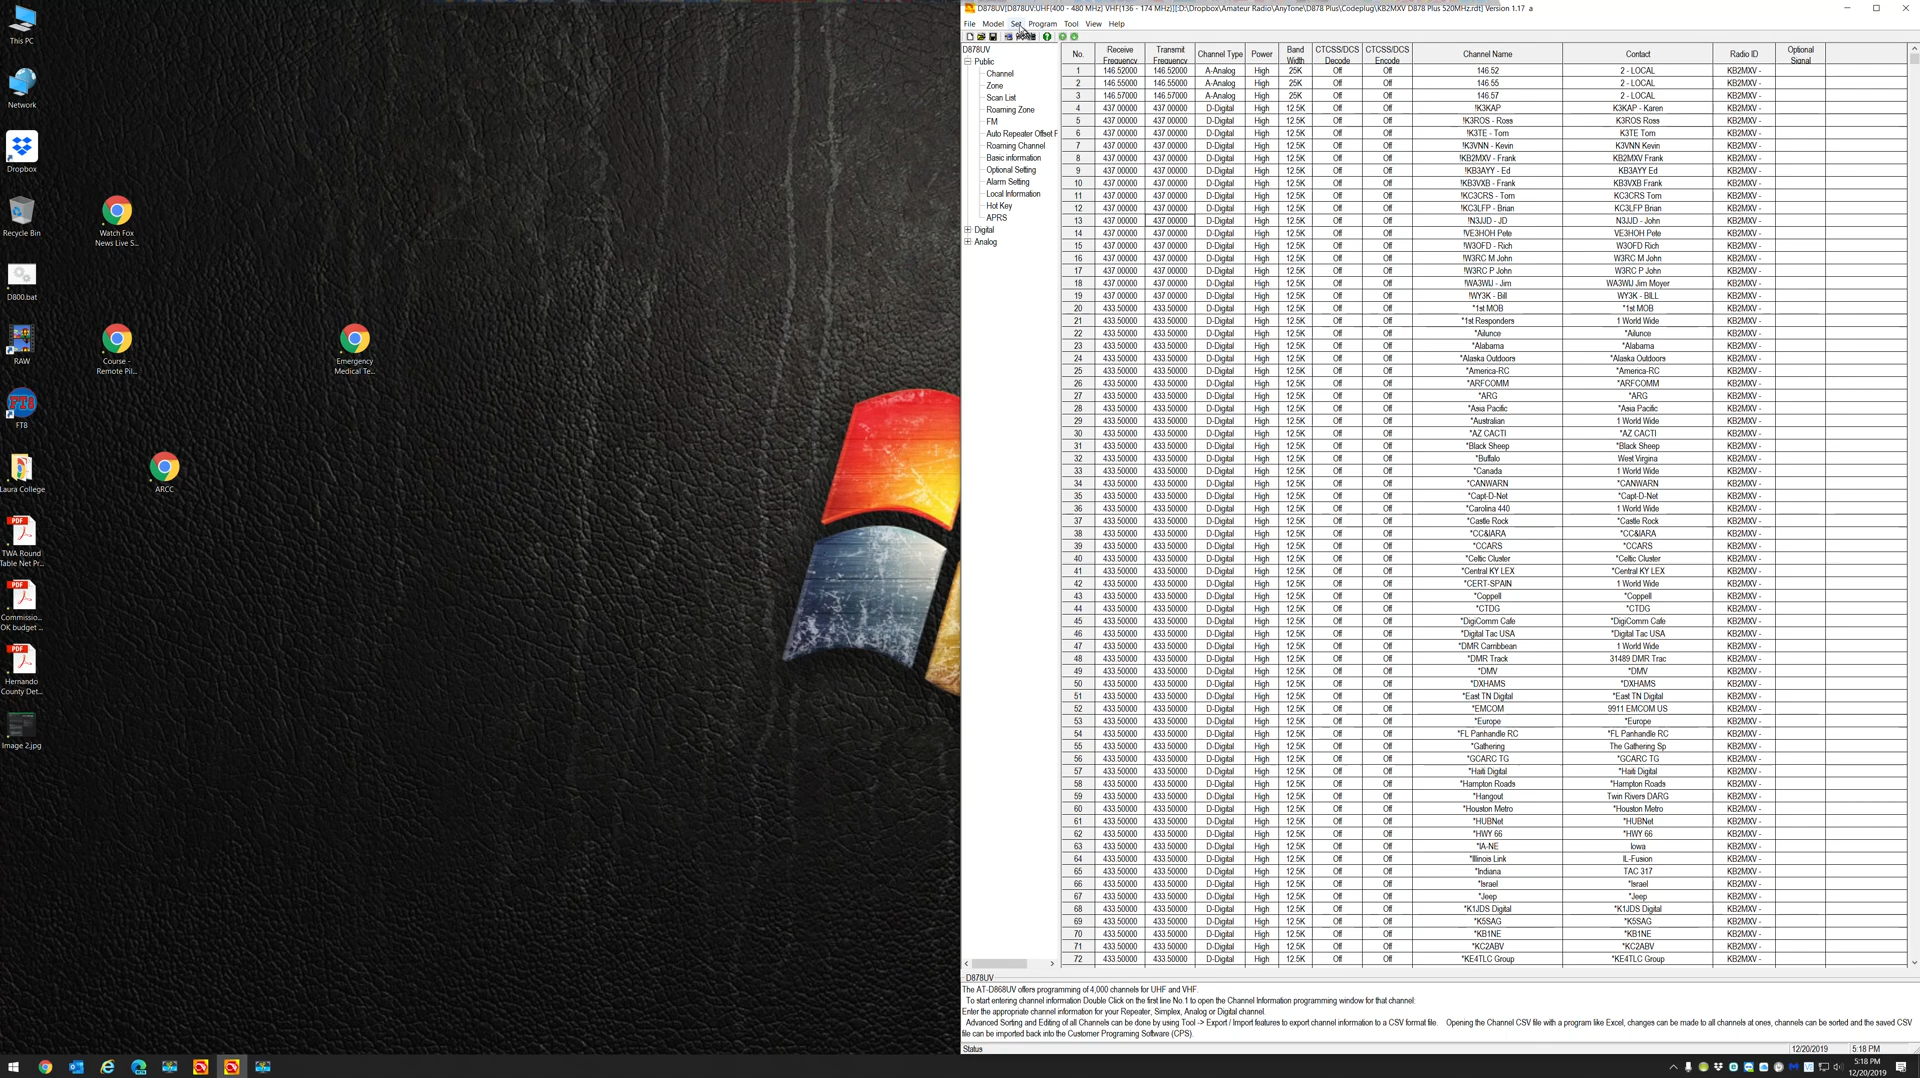 This PC
Network
Dropbox
Recycle Bin
D800.bat
RAW
FT8
FT8
Laura College
PDF
TWA Round
Table Net Pr...
PDF
Commissio...
OK budget ...
PDF
Hernando
County Det...
Image 2.jpg
Watch Fox
News Live S...
Course -
Remote Pil...
ARCC
Emergency
Medical Te...
D878UV[D878UV:UHF(400 - 480 MHz) VHF(136 - 174 MHz)][D:\Dropbox\Amateur Radio\AnyTone\D878 Plus\Codeplug\KB2MXV D878 Plus 520MHz.rdt] Version 1.17 a
File Model Set Program Tool View Help
D878UV
Public
Channel
Zone
Scan List
Roaming Zone
FM
Auto Repeater Offset F
Roaming Channel
Basic information
Optional Setting
Alarm Setting
Local Information
Hot Key
APRS
Digital
Analog
No. Receive Frequency Transmit Frequency Channel Type Power Band Width CTCSS/DCS Decode CTCSS/DCS Encode Channel Name Contact Radio ID Optional Signal
1 146.52000 146.52000 A-Analog High 25K Off Off 146.52 2 - LOCAL KB2MXV -
2 146.55000 146.55000 A-Analog High 25K Off Off 146.55 2 - LOCAL KB2MXV -
3 146.57000 146.57000 A-Analog High 25K Off Off 146.57 2 - LOCAL KB2MXV -
4 437.00000 437.00000 D-Digital High 12.5K Off Off !K3KAP K3KAP - Karen KB2MXV -
5 437.00000 437.00000 D-Digital High 12.5K Off Off !K3ROS - Ross K3ROS Ross KB2MXV -
6 437.00000 437.00000 D-Digital High 12.5K Off Off !K3TE - Tom K3TE Tom KB2MXV -
7 437.00000 437.00000 D-Digital High 12.5K Off Off !K3VNN - Kevin K3VNN Kevin KB2MXV -
8 437.00000 437.00000 D-Digital High 12.5K Off Off !KB2MXV - Frank KB2MXV Frank KB2MXV -
9 437.00000 437.00000 D-Digital High 12.5K Off Off !KB3AYY - Ed KB3AYY Ed KB2MXV -
10 437.00000 437.00000 D-Digital High 12.5K Off Off !KB3VXB - Frank KB3VXB Frank KB2MXV -
11 437.00000 437.00000 D-Digital High 12.5K Off Off !KC3CRS - Tom KC3CRS Tom KB2MXV -
12 437.00000 437.00000 D-Digital High 12.5K Off Off !KC3LFP - Brian KC3LFP Brian KB2MXV -
13 437.00000 437.00000 D-Digital High 12.5K Off Off !N3JJD - JD N3JJD - John KB2MXV -
14 437.00000 437.00000 D-Digital High 12.5K Off Off !VE3HOH Pete VE3HOH Pete KB2MXV -
15 437.00000 437.00000 D-Digital High 12.5K Off Off !W3OFD - Rich W3OFD Rich KB2MXV -
16 437.00000 437.00000 D-Digital High 12.5K Off Off !W3RC M John W3RC M John KB2MXV -
17 437.00000 437.00000 D-Digital High 12.5K Off Off !W3RC P John W3RC P John KB2MXV -
18 437.00000 437.00000 D-Digital High 12.5K Off Off !WA3WIJ - Jim WA3WIJ Jim Moyer KB2MXV -
19 437.00000 437.00000 D-Digital High 12.5K Off Off !WY3K - Bill WY3K - BILL KB2MXV -
20 433.50000 433.50000 D-Digital High 12.5K Off Off *1st MOB *1st MOB KB2MXV -
21 433.50000 433.50000 D-Digital High 12.5K Off Off *1st Responders 1 World Wide KB2MXV -
22 433.50000 433.50000 D-Digital High 12.5K Off Off *Ailunce *Ailunce KB2MXV -
23 433.50000 433.50000 D-Digital High 12.5K Off Off *Alabama *Alabama KB2MXV -
24 433.50000 433.50000 D-Digital High 12.5K Off Off *Alaska Outdoors *Alaska Outdoors KB2MXV -
25 433.50000 433.50000 D-Digital High 12.5K Off Off *America-RC *America-RC KB2MXV -
26 433.50000 433.50000 D-Digital High 12.5K Off Off *ARFCOMM *ARFCOMM KB2MXV -
27 433.50000 433.50000 D-Digital High 12.5K Off Off *ARG *ARG KB2MXV -
28 433.50000 433.50000 D-Digital High 12.5K Off Off *Asia Pacific *Asia Pacific KB2MXV -
29 433.50000 433.50000 D-Digital High 12.5K Off Off *Australian 1 World Wide KB2MXV -
30 433.50000 433.50000 D-Digital High 12.5K Off Off *AZ CACTI *AZ CACTI KB2MXV -
31 433.50000 433.50000 D-Digital High 12.5K Off Off *Black Sheep *Black Sheep KB2MXV -
32 433.50000 433.50000 D-Digital High 12.5K Off Off *Buffalo West Virgina KB2MXV -
33 433.50000 433.50000 D-Digital High 12.5K Off Off *Canada 1 World Wide KB2MXV -
34 433.50000 433.50000 D-Digital High 12.5K Off Off *CANWARN *CANWARN KB2MXV -
35 433.50000 433.50000 D-Digital High 12.5K Off Off *Capt-D-Net *Capt-D-Net KB2MXV -
36 433.50000 433.50000 D-Digital High 12.5K Off Off *Carolina 440 1 World Wide KB2MXV -
37 433.50000 433.50000 D-Digital High 12.5K Off Off *Castle Rock *Castle Rock KB2MXV -
38 433.50000 433.50000 D-Digital High 12.5K Off Off *CC&IARA *CC&IARA KB2MXV -
39 433.50000 433.50000 D-Digital High 12.5K Off Off *CCARS *CCARS KB2MXV -
40 433.50000 433.50000 D-Digital High 12.5K Off Off *Celtic Cluster *Celtic Cluster KB2MXV -
41 433.50000 433.50000 D-Digital High 12.5K Off Off *Central KY LEX *Central KY LEX KB2MXV -
42 433.50000 433.50000 D-Digital High 12.5K Off Off *CERT-SPAIN 1 World Wide KB2MXV -
43 433.50000 433.50000 D-Digital High 12.5K Off Off *Coppell *Coppell KB2MXV -
44 433.50000 433.50000 D-Digital High 12.5K Off Off *CTDG *CTDG KB2MXV -
45 433.50000 433.50000 D-Digital High 12.5K Off Off *DigiComm Cafe *DigiComm Cafe KB2MXV -
46 433.50000 433.50000 D-Digital High 12.5K Off Off *Digital Tac USA *Digital Tac USA KB2MXV -
47 433.50000 433.50000 D-Digital High 12.5K Off Off *DMR Carribbean 1 World Wide KB2MXV -
48 433.50000 433.50000 D-Digital High 12.5K Off Off *DMR Track 31489 DMR Trac KB2MXV -
49 433.50000 433.50000 D-Digital High 12.5K Off Off *DMV *DMV KB2MXV -
50 433.50000 433.50000 D-Digital High 12.5K Off Off *DXHAMS *DXHAMS KB2MXV -
51 433.50000 433.50000 D-Digital High 12.5K Off Off *East TN Digital *East TN Digital KB2MXV -
52 433.50000 433.50000 D-Digital High 12.5K Off Off *EMCOM 9911 EMCOM US KB2MXV -
53 433.50000 433.50000 D-Digital High 12.5K Off Off *Europe *Europe KB2MXV -
54 433.50000 433.50000 D-Digital High 12.5K Off Off *FL Panhandle RC *FL Panhandle RC KB2MXV -
55 433.50000 433.50000 D-Digital High 12.5K Off Off *Gathering The Gathering Sp KB2MXV -
56 433.50000 433.50000 D-Digital High 12.5K Off Off *GCARC TG *GCARC TG KB2MXV -
57 433.50000 433.50000 D-Digital High 12.5K Off Off *Haiti Digital *Haiti Digital KB2MXV -
58 433.50000 433.50000 D-Digital High 12.5K Off Off *Hampton Roads *Hampton Roads KB2MXV -
59 433.50000 433.50000 D-Digital High 12.5K Off Off *Hangout Twin Rivers DARG KB2MXV -
60 433.50000 433.50000 D-Digital High 12.5K Off Off *Houston Metro *Houston Metro KB2MXV -
61 433.50000 433.50000 D-Digital High 12.5K Off Off *HUBNet *HUBNet KB2MXV -
62 433.50000 433.50000 D-Digital High 12.5K Off Off *HWY 66 *HWY 66 KB2MXV -
63 433.50000 433.50000 D-Digital High 12.5K Off Off *IA-NE Iowa KB2MXV -
64 433.50000 433.50000 D-Digital High 12.5K Off Off *Illinois Link IL-Fusion KB2MXV -
65 433.50000 433.50000 D-Digital High 12.5K Off Off *Indiana TAC 317 KB2MXV -
66 433.50000 433.50000 D-Digital High 12.5K Off Off *Israel *Israel KB2MXV -
67 433.50000 433.50000 D-Digital High 12.5K Off Off *Jeep *Jeep KB2MXV -
68 433.50000 433.50000 D-Digital High 12.5K Off Off *K1JDS Digital *K1JDS Digital KB2MXV -
69 433.50000 433.50000 D-Digital High 12.5K Off Off *K5SAG *K5SAG KB2MXV -
70 433.50000 433.50000 D-Digital High 12.5K Off Off *KB1NE *KB1NE KB2MXV -
71 433.50000 433.50000 D-Digital High 12.5K Off Off *KC2ABV *KC2ABV KB2MXV -
72 433.50000 433.50000 D-Digital High 12.5K Off Off *KE4TLC Group *KE4TLC Group KB2MXV -
D878UV
The AT-D868UV offers programming of 4,000 channels for UHF and VHF.
To start entering channel information Double Click on the first line No.1 to open the Channel Information programming window for that channel:
Enter the appropriate channel information for your Repeater, Simplex, Analog or Digital channel.
Advanced Sorting and Editing of all Channels can be done by using Tool -> Export / Import features to export channel information to a CSV format file. Opening the Channel CSV file with a program like Excel, changes can be made to all channels at ones, channels can be sorted and the saved CSV
file can be imported back into the Customer Programing Software (CPS).
Status 12/20/2019 5:18 PM
5:18 PM
12/20/2019